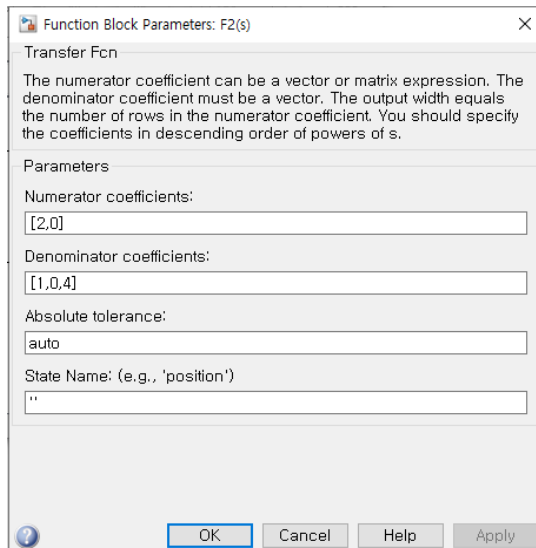 Function Block Parameters: F2(s)
Transfer Fcn
The numerator coefficient can be a vector or matrix expression. The
denominator coefficient must be a vector. The output width equals
the number of rows in the numerator coefficient. You should specify
the coefficients in descending order of powers of s.
Parameters
Numerator coefficients:
[2,0]
Denominator coefficients:
[1,0,4]
Absolute tolerance:
auto
State Name: (e.g., 'position')
''
OK Cancel Help Apply